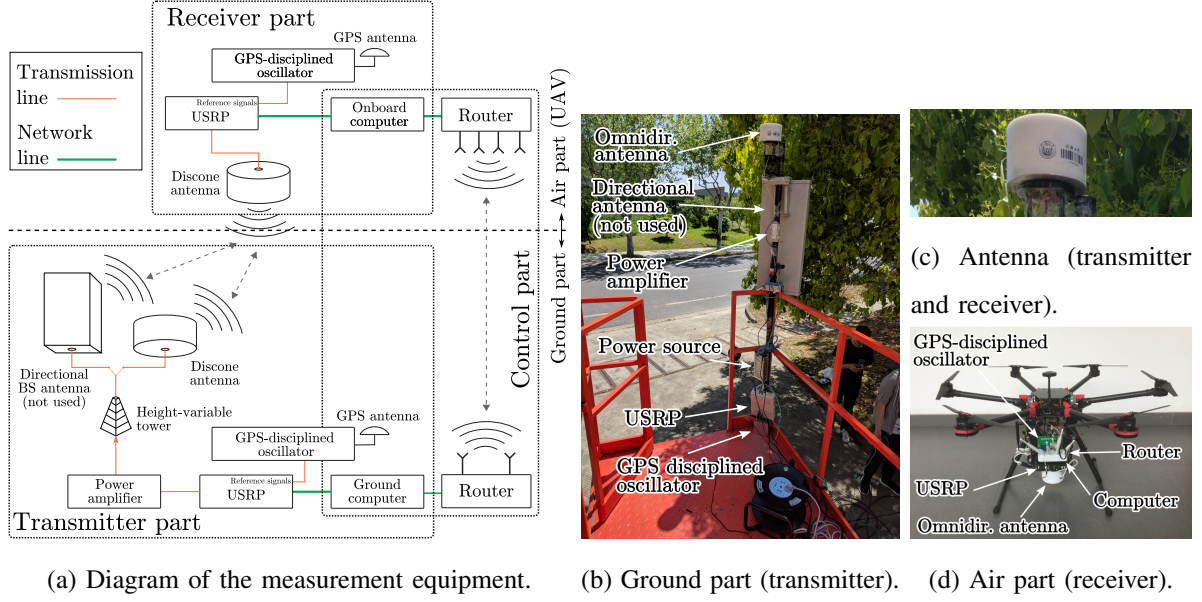 Receiver part
GPS antenna
GPS-disciplined
oscillator
Transmission
line
Network
line
Reference signals
USRP
Onboard
computer
Router
Discone
antenna
Air part (UAV)
Ground part
Control part
Directional
BS antenna
(not used)
Discone
antenna
Height-variable
tower
GPS antenna
GPS-disciplined
oscillator
Power
amplifier
Reference signals
USRP
Ground
computer
Router
Transmitter part
(a) Diagram of the measurement equipment.
Omnidir.
antenna
Directional
antenna
(not used)
Power
amplifier
Power source
USRP
GPS disciplined
oscillator
(b) Ground part (transmitter).
(c) Antenna (transmitter
and receiver).
GPS-disciplined
oscillator
Router
USRP
Computer
Omnidir. antenna
(d) Air part (receiver).